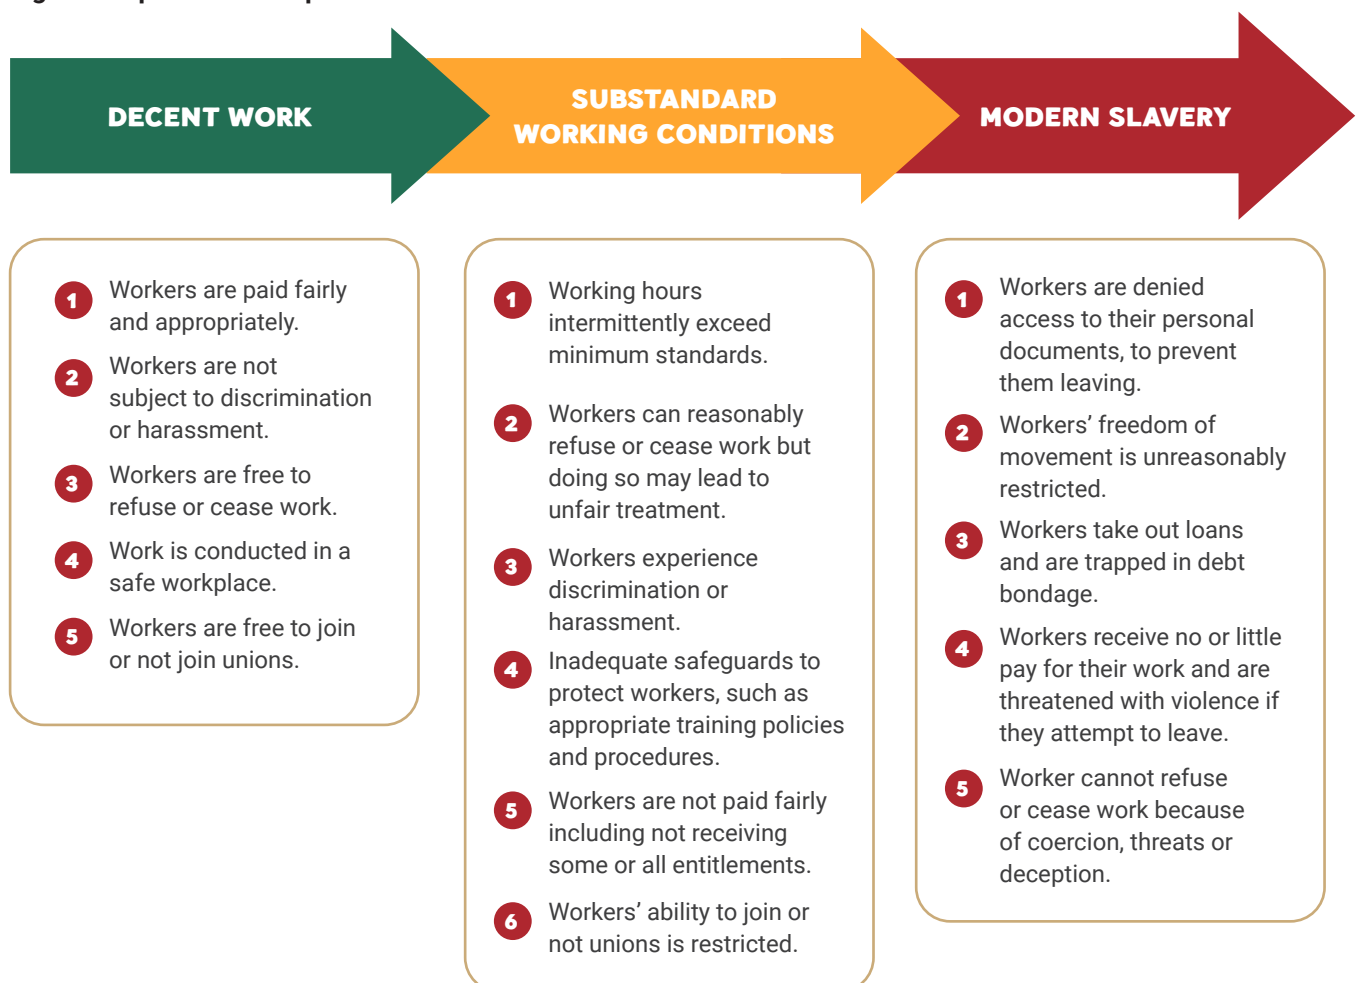 DECENT WORK
SUBSTANDARD
WORKING CONDITIONS
MODERN SLAVERY
1 Workers are paid fairly
and appropriately.
2 Workers are not
subject to discrimination
or harassment.
3 Workers are free to
refuse or cease work.
4 Work is conducted in a
safe workplace.
5 Workers are free to join
or not join unions.
1 Working hours
intermittently exceed
minimum standards.
2 Workers can reasonably
refuse or cease work but
doing so may lead to
unfair treatment.
3 Workers experience
discrimination or
harassment.
4 Inadequate safeguards to
protect workers, such as
appropriate training policies
and procedures.
5 Workers are not paid fairly
including not receiving
some or all entitlements.
6 Workers’ ability to join or
not unions is restricted.
1 Workers are denied
access to their personal
documents, to prevent
them leaving.
2 Workers’ freedom of
movement is unreasonably
restricted.
3 Workers take out loans
and are trapped in debt
bondage.
4 Workers receive no or little
pay for their work and are
threatened with violence if
they attempt to leave.
5 Worker cannot refuse
or cease work because
of coercion, threats or
deception.